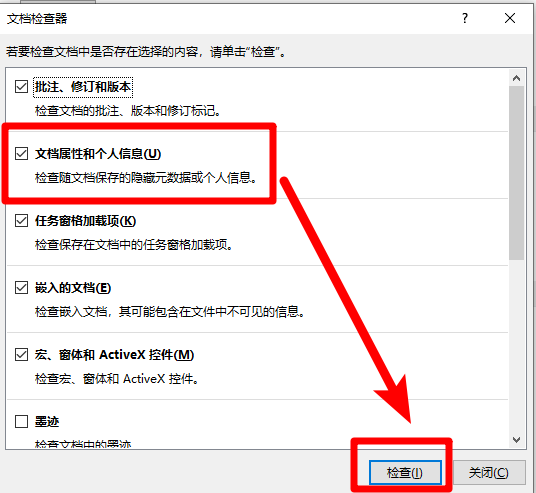 文档检查器
?
若要检查文档中是否存在选择的内容，请单击“检查”。
批注、修订和版本
检查文档的批注、版本和修订标记。
文档属性和个人信息(U)
检查随文档保存的隐藏元数据或个人信息。
任务窗格加载项(K)
检查保存在文档中的任务窗格加载项。
嵌入的文档(E)
检查嵌入文档，其可能包含在文件中不可见的信息。
宏、窗体和 ActiveX 控件(M)
检查宏、窗体和 ActiveX 控件。
墨迹
检查文档中的墨迹
检查(I)
关闭(C)